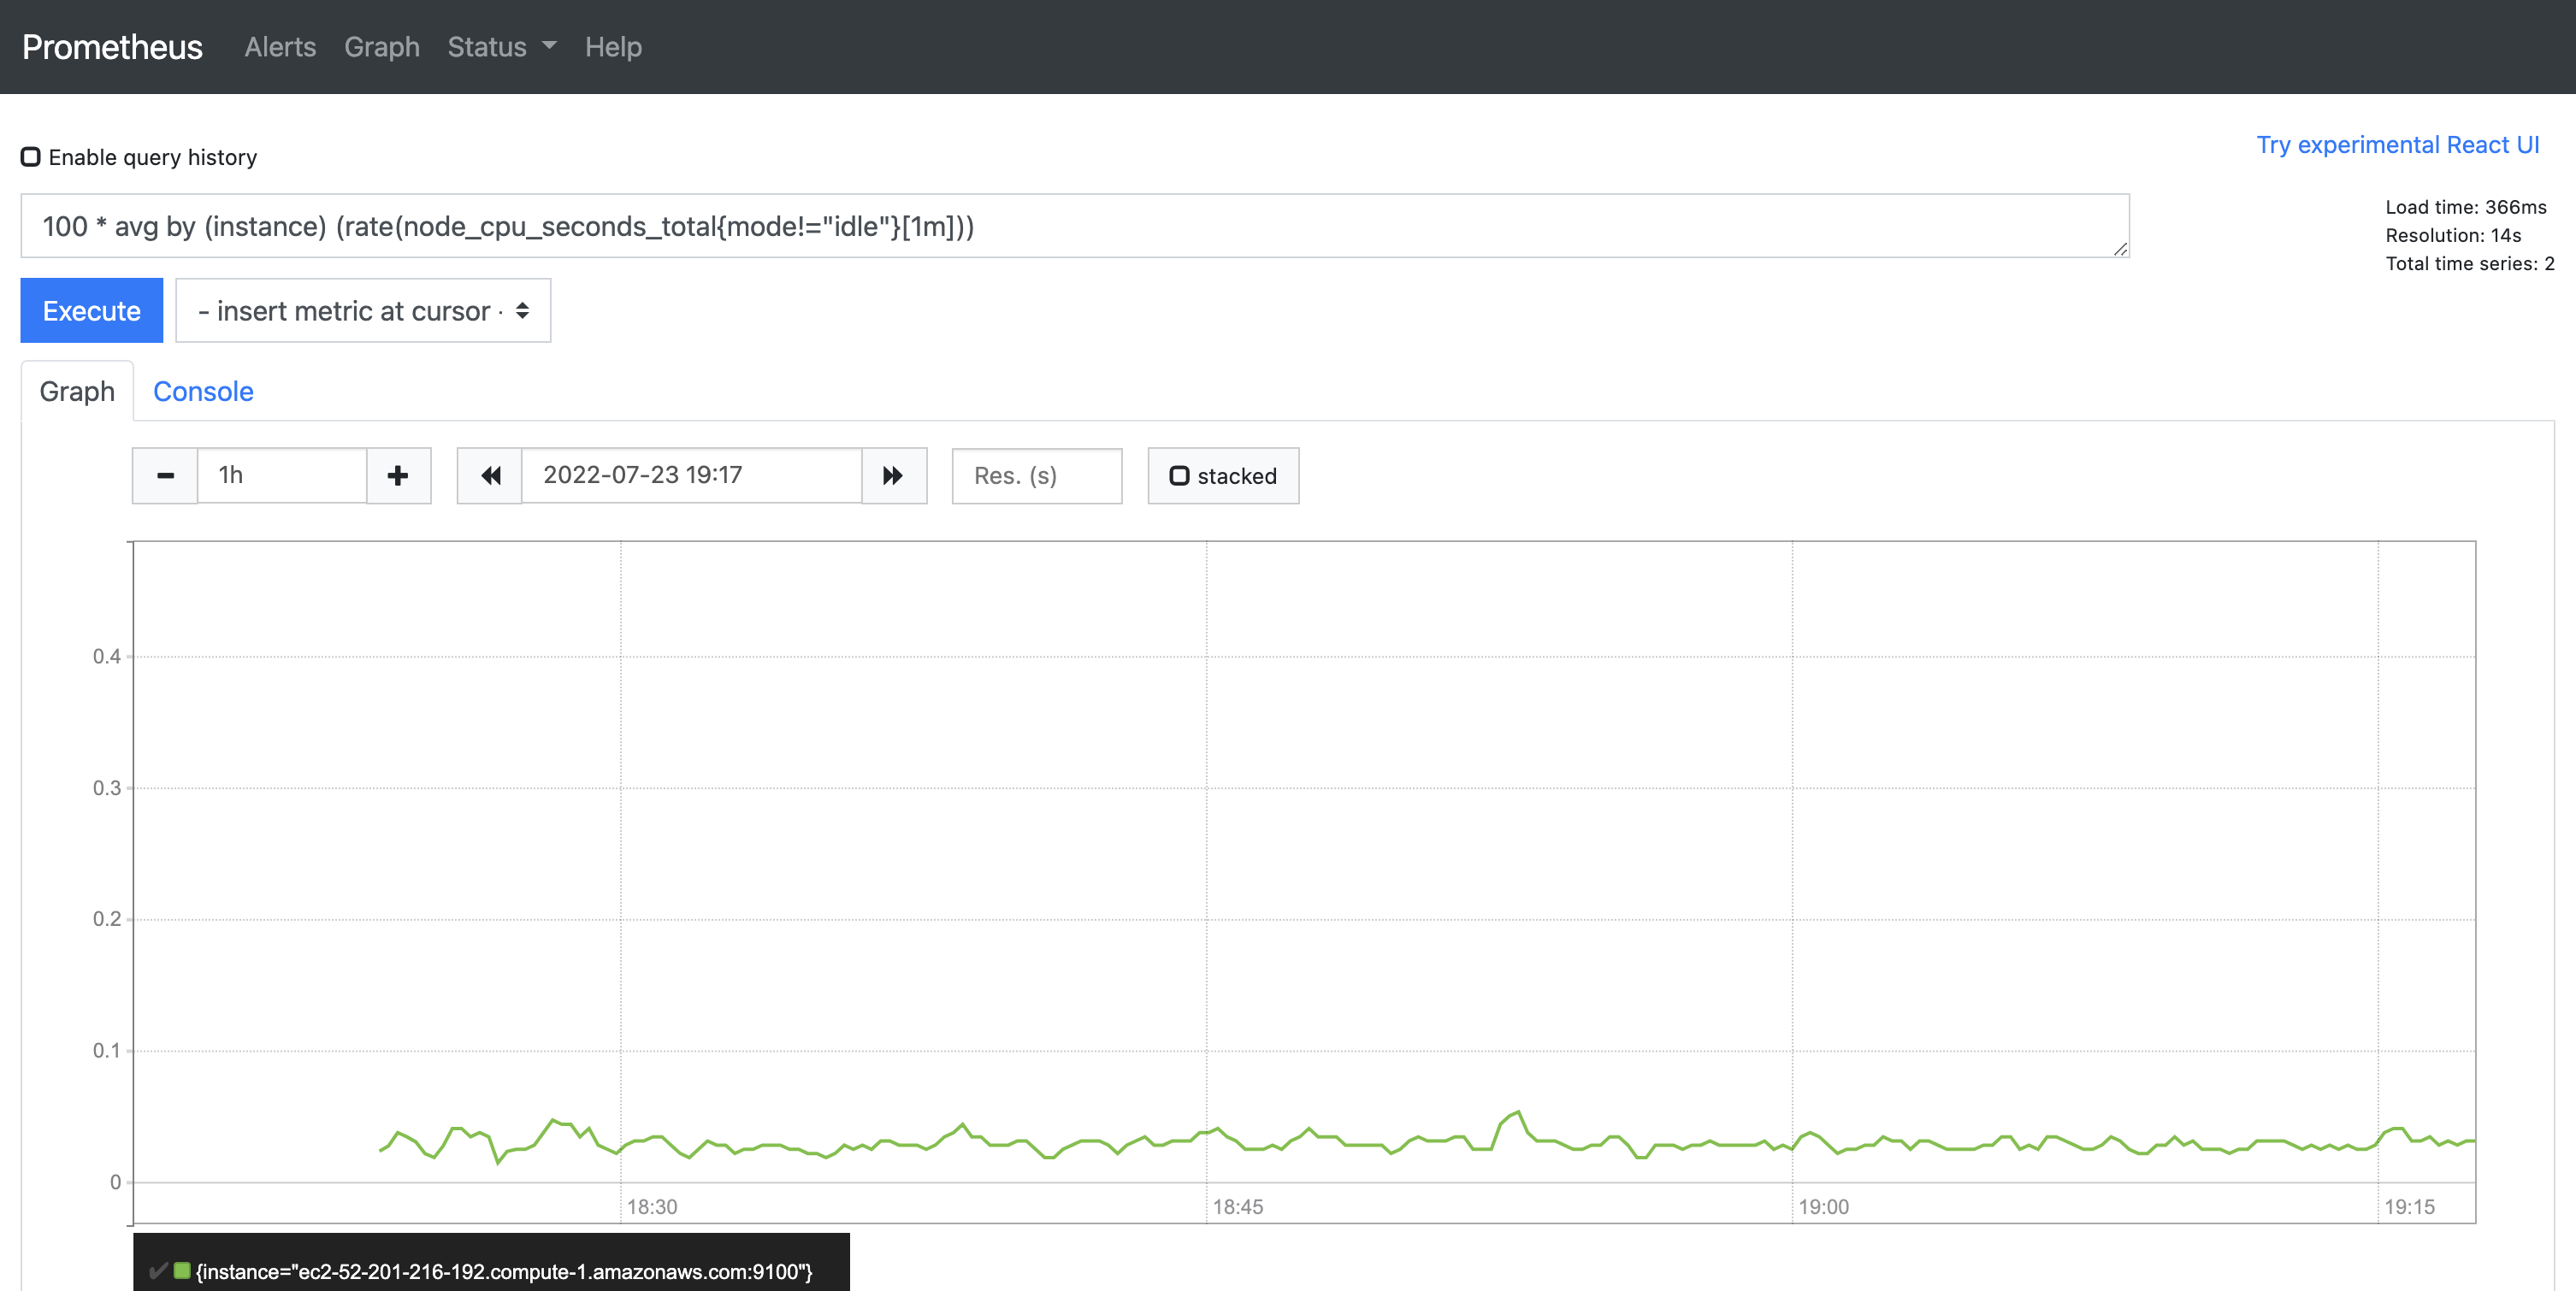 Prometheus Alerts Graph Status Help
Enable query history
Try experimental React UI
100 * avg by (instance) (rate(node_cpu_seconds_total{mode!="idle"}[1m]))
Load time: 366ms
Resolution: 14s
Total time series: 2
Execute - insert metric at cursor -
Graph Console
1h 2022-07-23 19:17 Res. (s) stacked
0.4
0.3
0.2
0.1
0
18:30 18:45 19:00 19:15
{instance="ec2-52-201-216-192.compute-1.amazonaws.com:9100"}